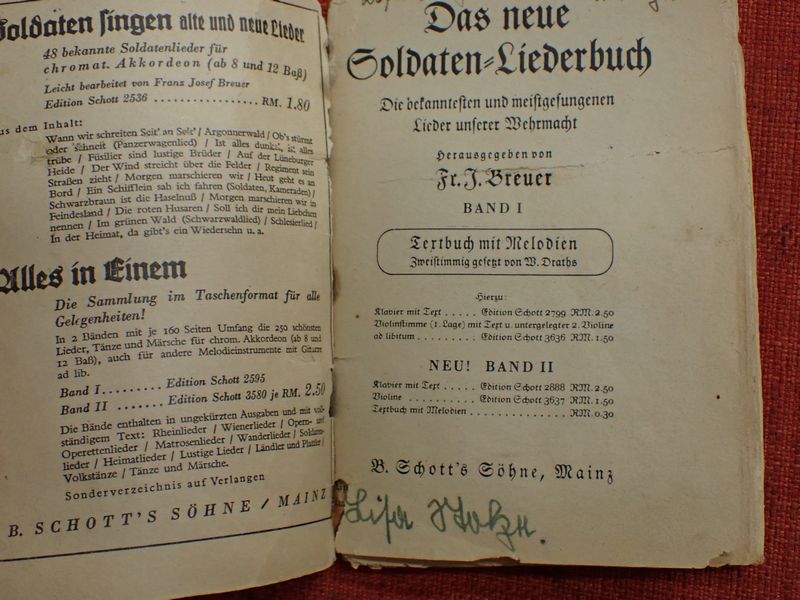 Soldaten singen alte und neue Lieder
48 bekannte Soldatenlieder für
chromat. Akkordeon (ab 8 und 12 Baß)
Leicht bearbeitet von Franz Josef Breuer
Edition Schott 2536 . . . . . . . . . . . . . . . . RM. 1.80
Aus dem Inhalt:
Wann wir schreiten Seit' an Seit' / Argonnerwald / Ob's stürmt
oder schneit (Panzerwagenlied) / Ist alles dunkel, ist alles
trübe / Füsilier sind lustige Brüder / Auf der Lüneburger
Heide / Der Wind streicht über die Felder / Regiment sein
Straßen zieht / Morgen marschieren wir / Heut geht es an
Bord / Ein Schifflein sah ich fahren (Soldaten, Kameraden) /
Schwarzbraun ist die Haselnuß / Morgen marschieren wir in
Feindesland / Die roten Husaren / Soll ich dir mein Liebchen
nennen / Im grünen Wald (Schwarzwaldlied) / Schlesierlied /
In der Heimat, da gibt's ein Wiedersehn u. a.
Alles in Einem
Die Sammlung im Taschenformat für alle
Gelegenheiten!
In 2 Bänden mit je 160 Seiten Umfang die 250 schönsten
Lieder, Tänze und Märsche für chrom. Akkordeon (ab 8 und
12 Baß), auch für andere Melodieinstrumente mit Gitarre
ad lib.
Band I . . . . . . . . . Edition Schott 2595
Band II . . . . . . . Edition Schott 3580 je RM. 2.50
Die Bände enthalten in ungekürzten Ausgaben und mit voll-
ständigem Text: Rheinlieder / Wienerlieder / Opern- und
Operettenlieder / Matrosenlieder / Wanderlieder / Soldaten-
lieder / Heimatlieder / Lustige Lieder / Ländler und Plattler /
Volkstänze / Tänze und Märsche.
Sonderverzeichnis auf Verlangen
B. SCHOTT'S SÖHNE / MAINZ
Das neue
Soldaten-Liederbuch
Die bekanntesten und meistgesungenen
Lieder unserer Wehrmacht
Herausgegeben von
Fr. J. Breuer
BAND I
Textbuch mit Melodien
Zweistimmig gesetzt von W. Draths
Hierzu:
Klavier mit Text . . . . . Edition Schott 2799 RM. 2.50
Violinstimme (1. Lage) mit Text u. untergelegter 2. Violine
ad libitum . . . . . . . . . Edition Schott 3636 RM. 1.50
NEU! BAND II
Klavier mit Text . . . . . Edition Schott 2888 RM. 2.50
Violine . . . . . . . . . . Edition Schott 3637 RM. 1.50
Textbuch mit Melodien . . . . . . . . . . . . . . RM. 0.30
B. Schott's Söhne, Mainz
Lisa